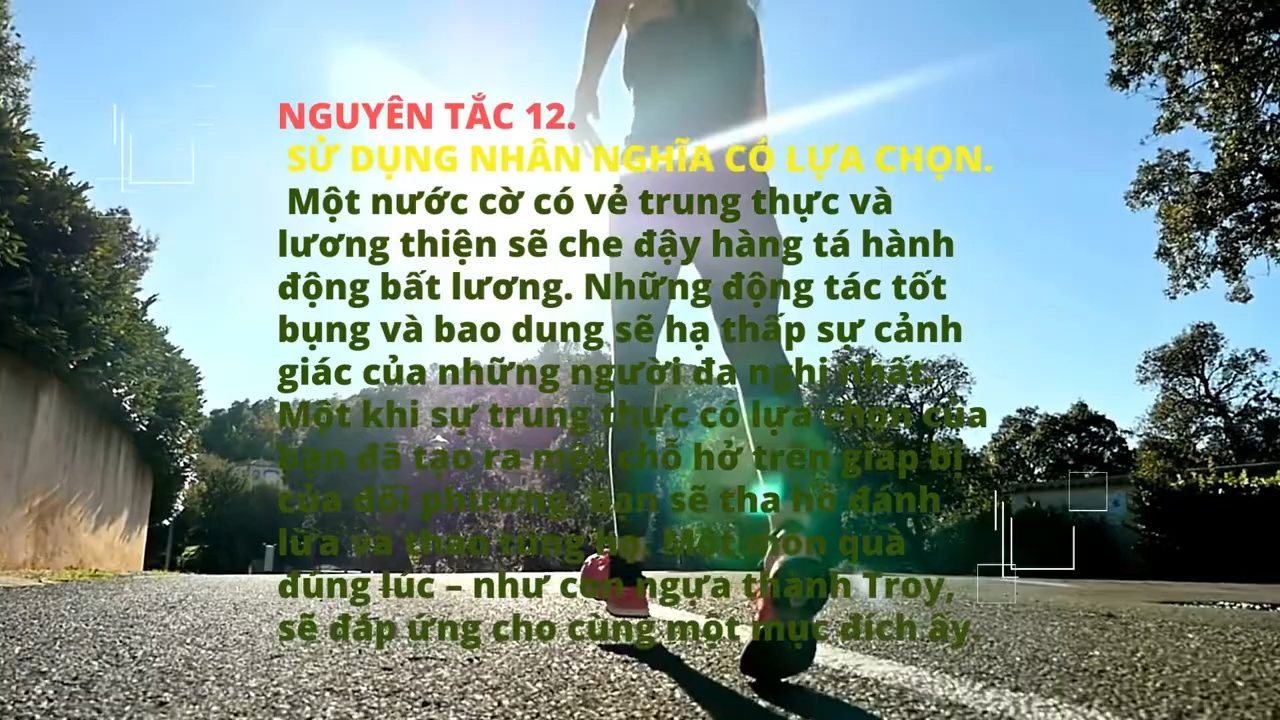 NGUYÊN TẮC 12.
SỬ DỤNG NHÂN NGHĨA CÓ LỰA CHỌN.
Một nước cờ có vẻ trung thực và
lương thiện sẽ che đậy hàng tá hành
động bất lương. Những động tác tốt
bụng và bao dung sẽ hạ thấp sư cảnh
giác của những người đa nghi nhất.
Một khi sự trung thực có lựa chọn của
bạn đã tạo ra một chỗ hở trên giáp bị
của đối phương, bạn sẽ tha hồ đánh
lừa và thao túng họ. Một món quà
đúng lúc – như con ngựa thành Troy,
sẽ đáp ứng cho cùng một mục đích ấy.